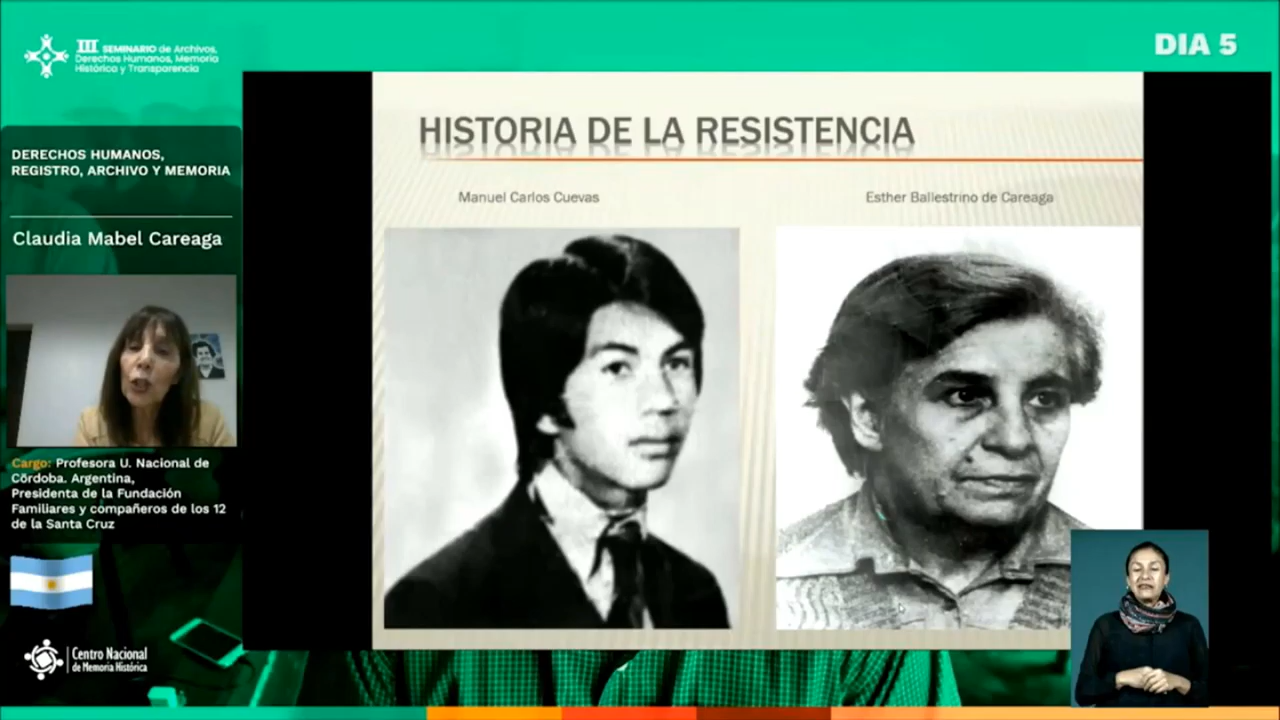 III SEMINARIO de Archivos,
Derechos Humanos, Memoria
Histórica y Transparencia
DIA 5
DERECHOS HUMANOS,
REGISTRO, ARCHIVO Y MEMORIA
Claudia Mabel Careaga
Cargo: Profesora U. Nacional de
Córdoba. Argentina,
Presidenta de la Fundación
Familiares y compañeros de los 12
de la Santa Cruz
Centro Nacional
de Memoria Histórica
HISTORIA DE LA RESISTENCIA
Manuel Carlos Cuevas
Esther Ballestrino de Careaga